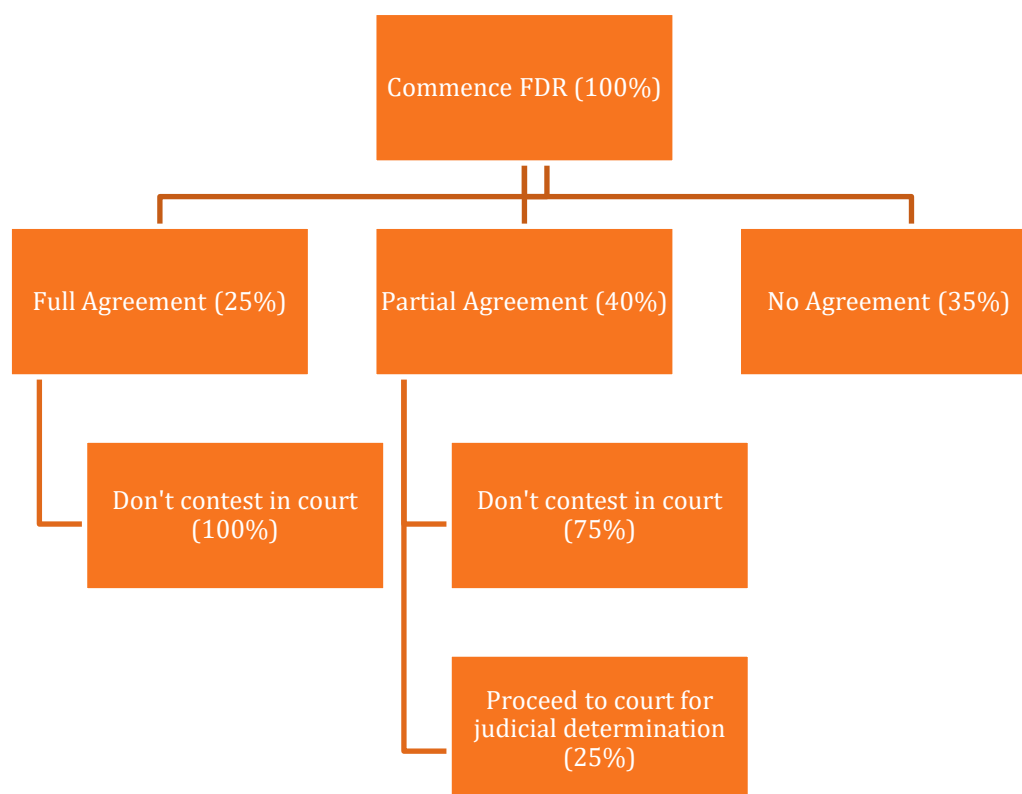 Commence FDR (100%)
Full Agreement (25%)
Partial Agreement (40%)
No Agreement (35%)
Don't contest in court
(100%)
Don't contest in court
(75%)
Proceed to court for
judicial determination
(25%)